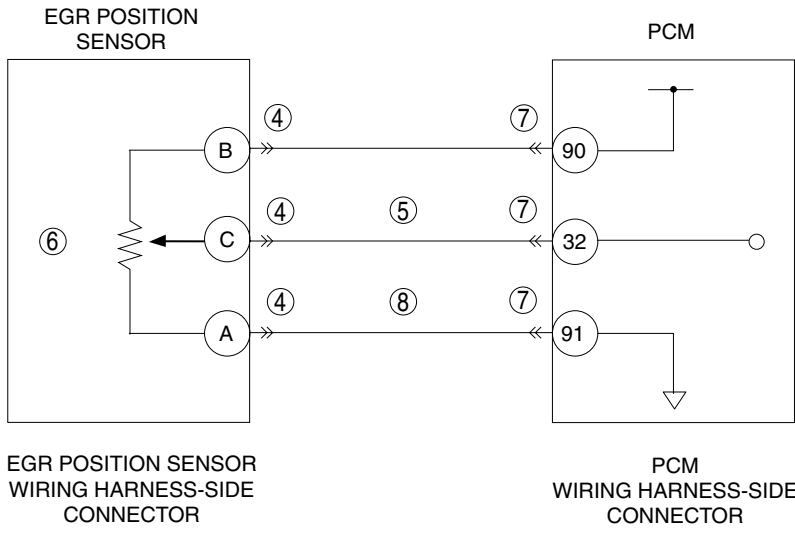 EGR POSITION
SENSOR
PCM
④
⑦
B
90
④
⑤
⑦
⑥
C
32
④
⑧
⑦
A
91
EGR POSITION SENSOR
WIRING HARNESS-SIDE
CONNECTOR
PCM
WIRING HARNESS-SIDE
CONNECTOR